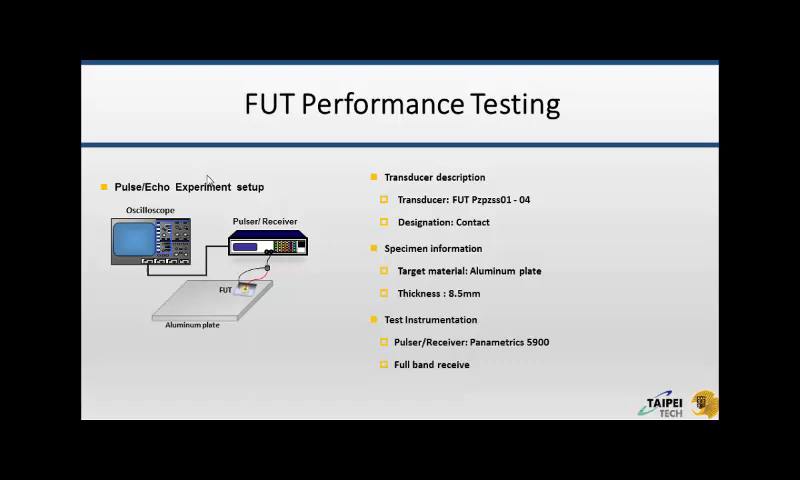 FUT Performance Testing
Pulse/Echo Experiment setup
Oscilloscope
Pulser/ Receiver
FUT
Aluminum plate
Transducer description
Transducer: FUT Pzpzss01 - 04
Designation: Contact
Specimen information
Target material: Aluminum plate
Thickness : 8.5mm
Test Instrumentation
Pulser/Receiver: Panametrics 5900
Full band receive
TAIPEI
TECH